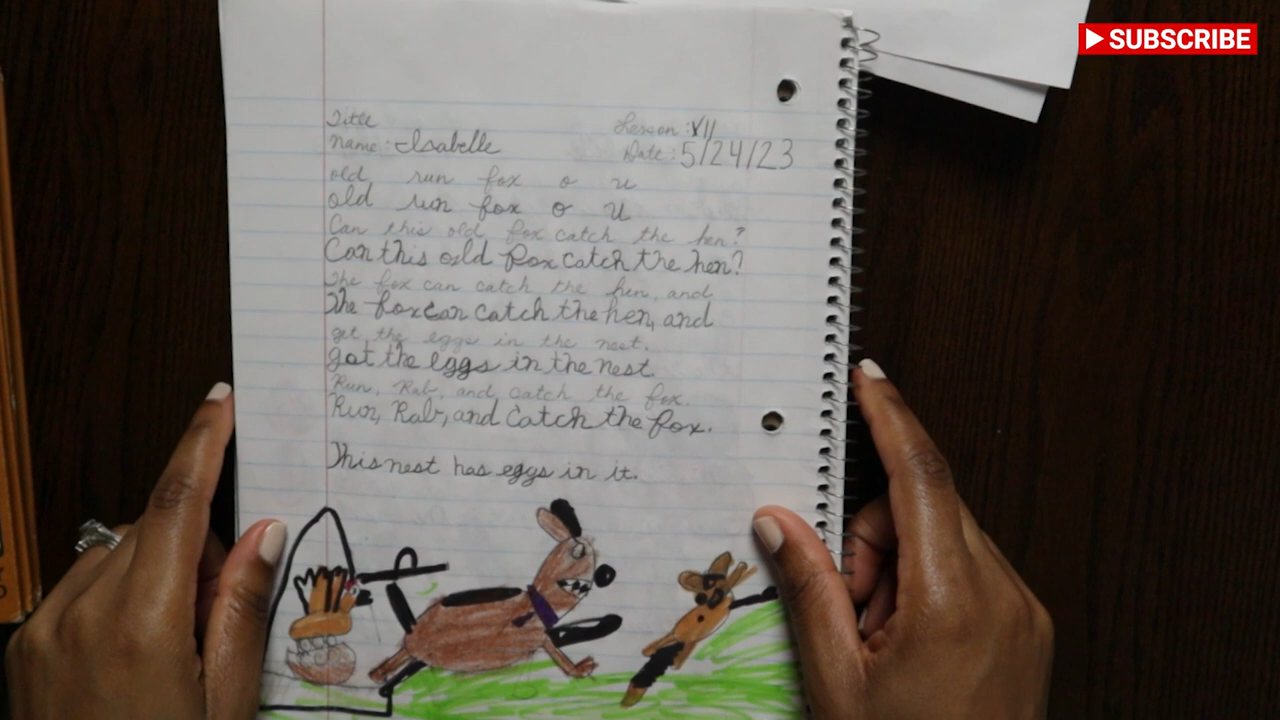 SUBSCRIBE
Title
Lesson: VII
Name: Isabelle
Date: 5/24/23
old run fox o u
old run fox o u
Can this old fox catch the hen?
Can this old fox catch the hen?
The fox can catch the hen, and
The fox can catch the hen, and
get the eggs in the nest.
get the eggs in the nest.
Run, Rab, and catch the fox.
Run, Rab, and catch the fox.
This nest has eggs in it.